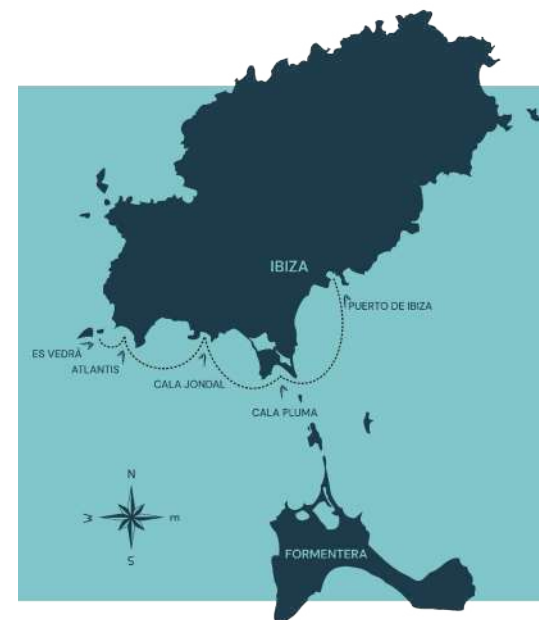 IBIZA
PUERTO DE IBIZA
ES VEDRÀ
ATLANTIS
CALA JONDAL
CALA PLUMA
N
W
E
S
FORMENTERA